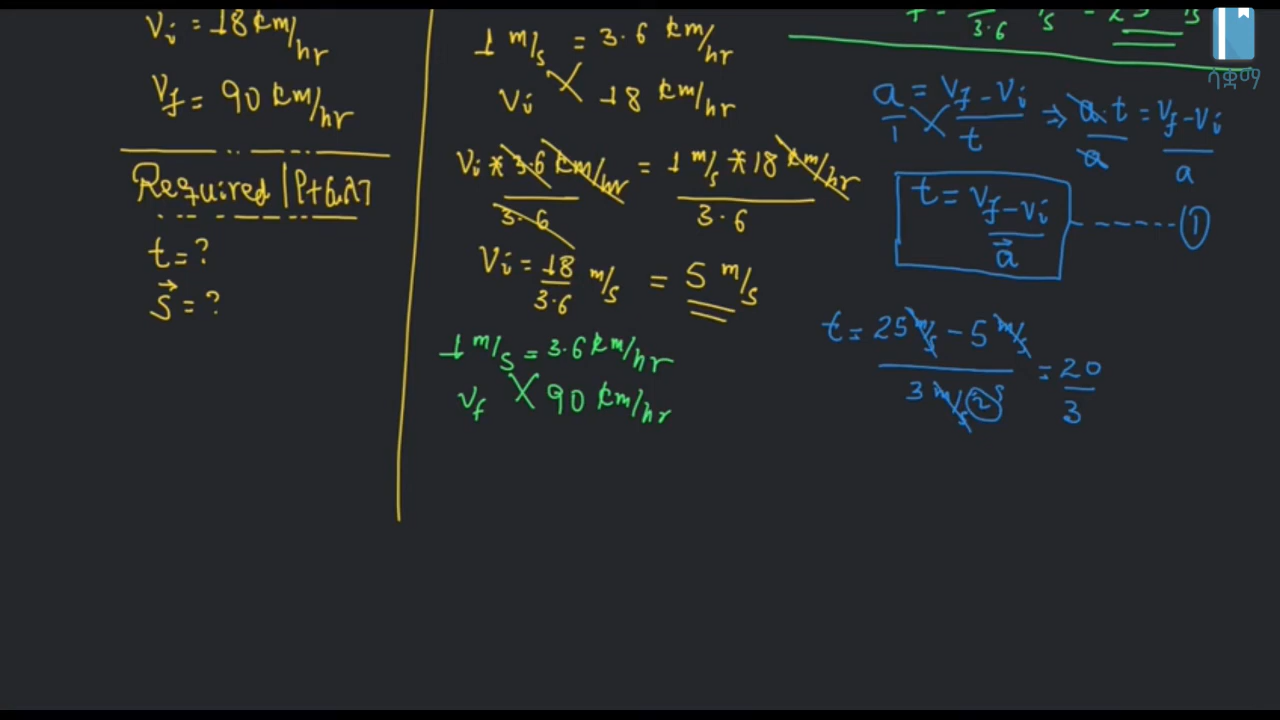 Vi = 18 km/hr
Vf = 90 km/hr
Required | የተፈለገ
t = ?
S⃗ = ?
1 m/s = 3.6 km/hr
Vi 18 km/hr
Vi * 3.6 km/hr / 3.6 = 1 m/s * 18 km/hr / 3.6
Vi = 18/3.6 m/s = 5 m/s
1 m/s = 3.6 km/hr
Vf 90 km/hr
3.6
a/1 = Vf - Vi / t ⇒ a·t / a = Vf - Vi / a
t = Vf - Vi / a⃗ ------- ①
t = 25 m/s - 5 m/s / 3 m/s² s = 20/3
ሳቋማ